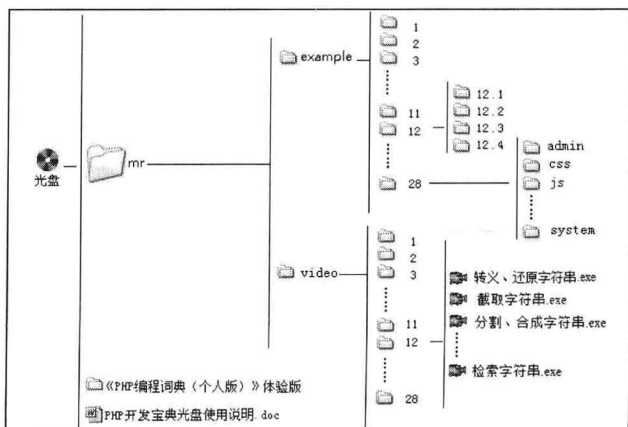 光盘
mr
example
1
2
3
11
12
28
12.1
12.2
12.3
12.4
admin
css
js
system
video
1
2
3
11
12
28
转义、还原字符串.exe
截取字符串.exe
分割、合成字符串.exe
检索字符串.exe
《PHP编程词典（个人版）》体验版
PHP开发宝典光盘使用说明.doc